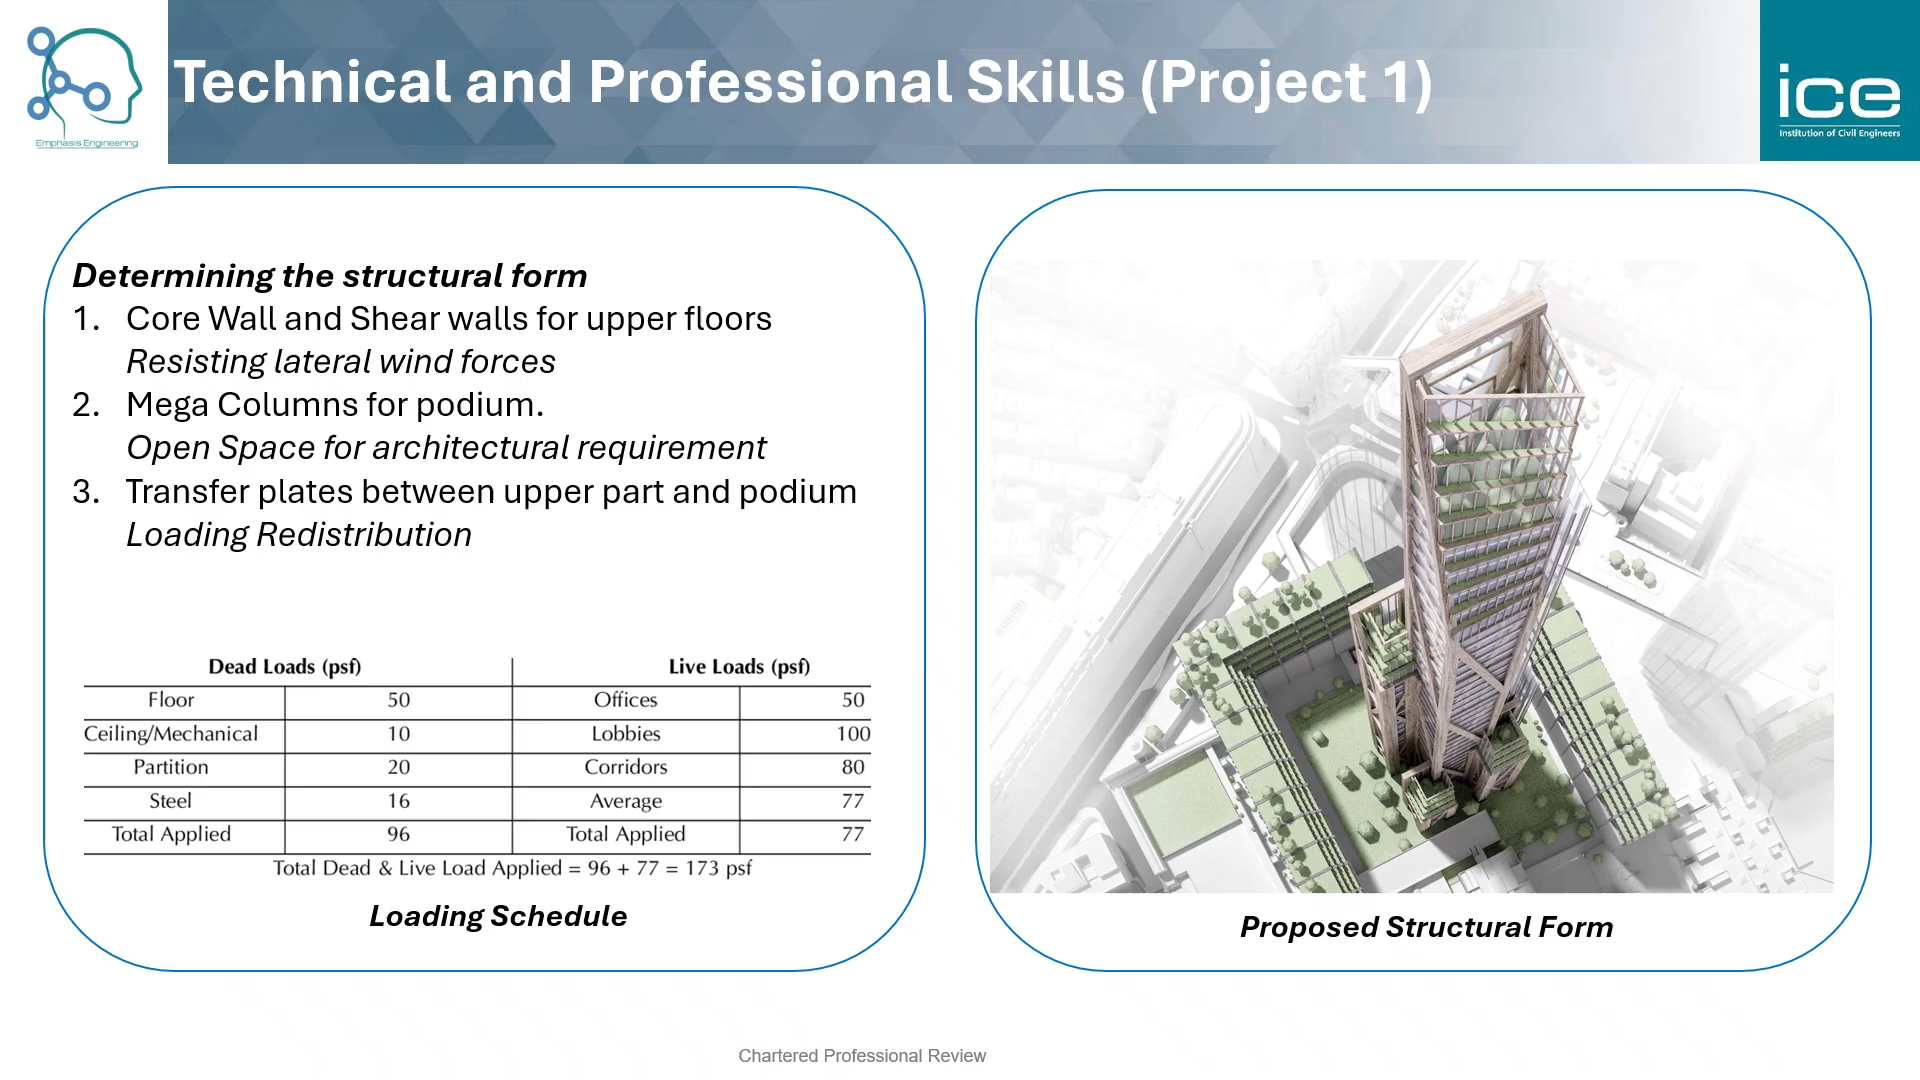 Emphasis Engineering
Technical and Professional Skills (Project 1)
ice
Institution of Civil Engineers
Determining the structural form
1. Core Wall and Shear walls for upper floors
Resisting lateral wind forces
2. Mega Columns for podium.
Open Space for architectural requirement
3. Transfer plates between upper part and podium
Loading Redistribution
Dead Loads (psf) Live Loads (psf)
Floor 50 Offices 50
Ceiling/Mechanical 10 Lobbies 100
Partition 20 Corridors 80
Steel 16 Average 77
Total Applied 96 Total Applied 77
Total Dead & Live Load Applied = 96 + 77 = 173 psf
Loading Schedule
Proposed Structural Form
Chartered Professional Review